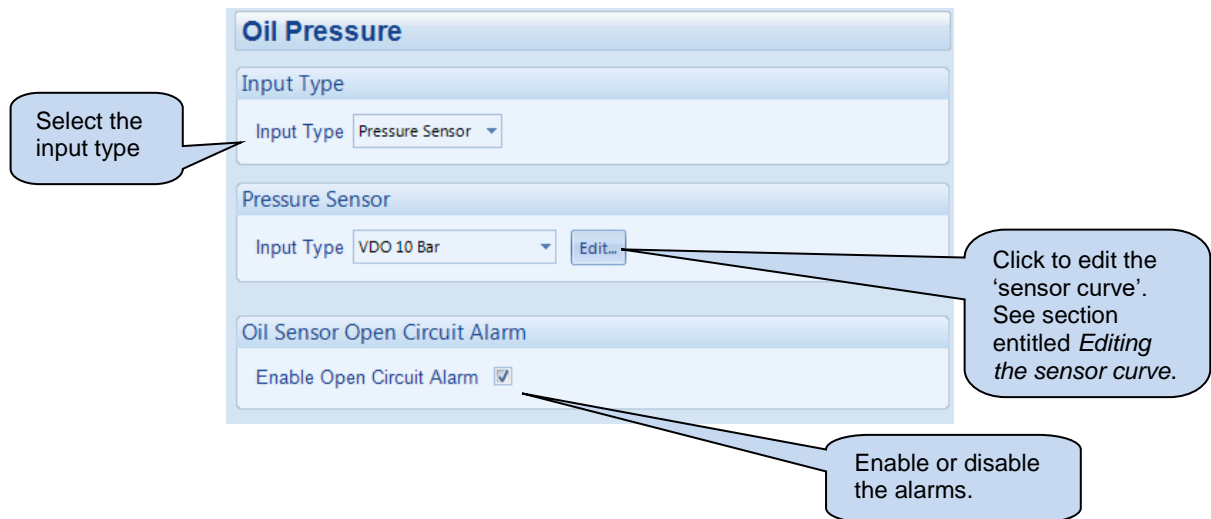 Oil Pressure
Input Type
Select the
input type
Input Type Pressure Sensor
Pressure Sensor
Input Type VDO 10 Bar Edit...
Click to edit the
‘sensor curve’.
See section
entitled Editing
the sensor curve.
Oil Sensor Open Circuit Alarm
Enable Open Circuit Alarm
Enable or disable
the alarms.